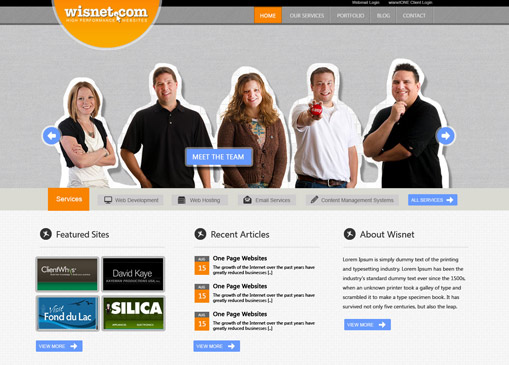 Webmail Login wisnetONE Client Login
wisnet.com
HIGH PERFORMANCE WEBSITES
HOME OUR SERVICES PORTFOLIO BLOG CONTACT
MEET THE TEAM
Services Web Development Web Hosting Email Services Content Management Systems ALL SERVICES
Featured Sites
ClientWhys
David Kaye
Visit
Fond du Lac
SILICA
VIEW MORE
Recent Articles
AUG
15
One Page Websites
The growth of the Internet over the past years have
greatly reduced businesses [..]
AUG
15
One Page Websites
The growth of the Internet over the past years have
greatly reduced businesses [..]
AUG
15
One Page Websites
The growth of the Internet over the past years have
greatly reduced businesses [..]
VIEW MORE
About Wisnet
Lorem Ipsum is simply dummy text of the printing
and typesetting industry. Lorem Ipsum has been the
industry's standard dummy text ever since the 1500s,
when an unknown printer took a galley of type and
scrambled it to make a type specimen book. It has
survived not only five centuries, but also the leap.
VIEW MORE